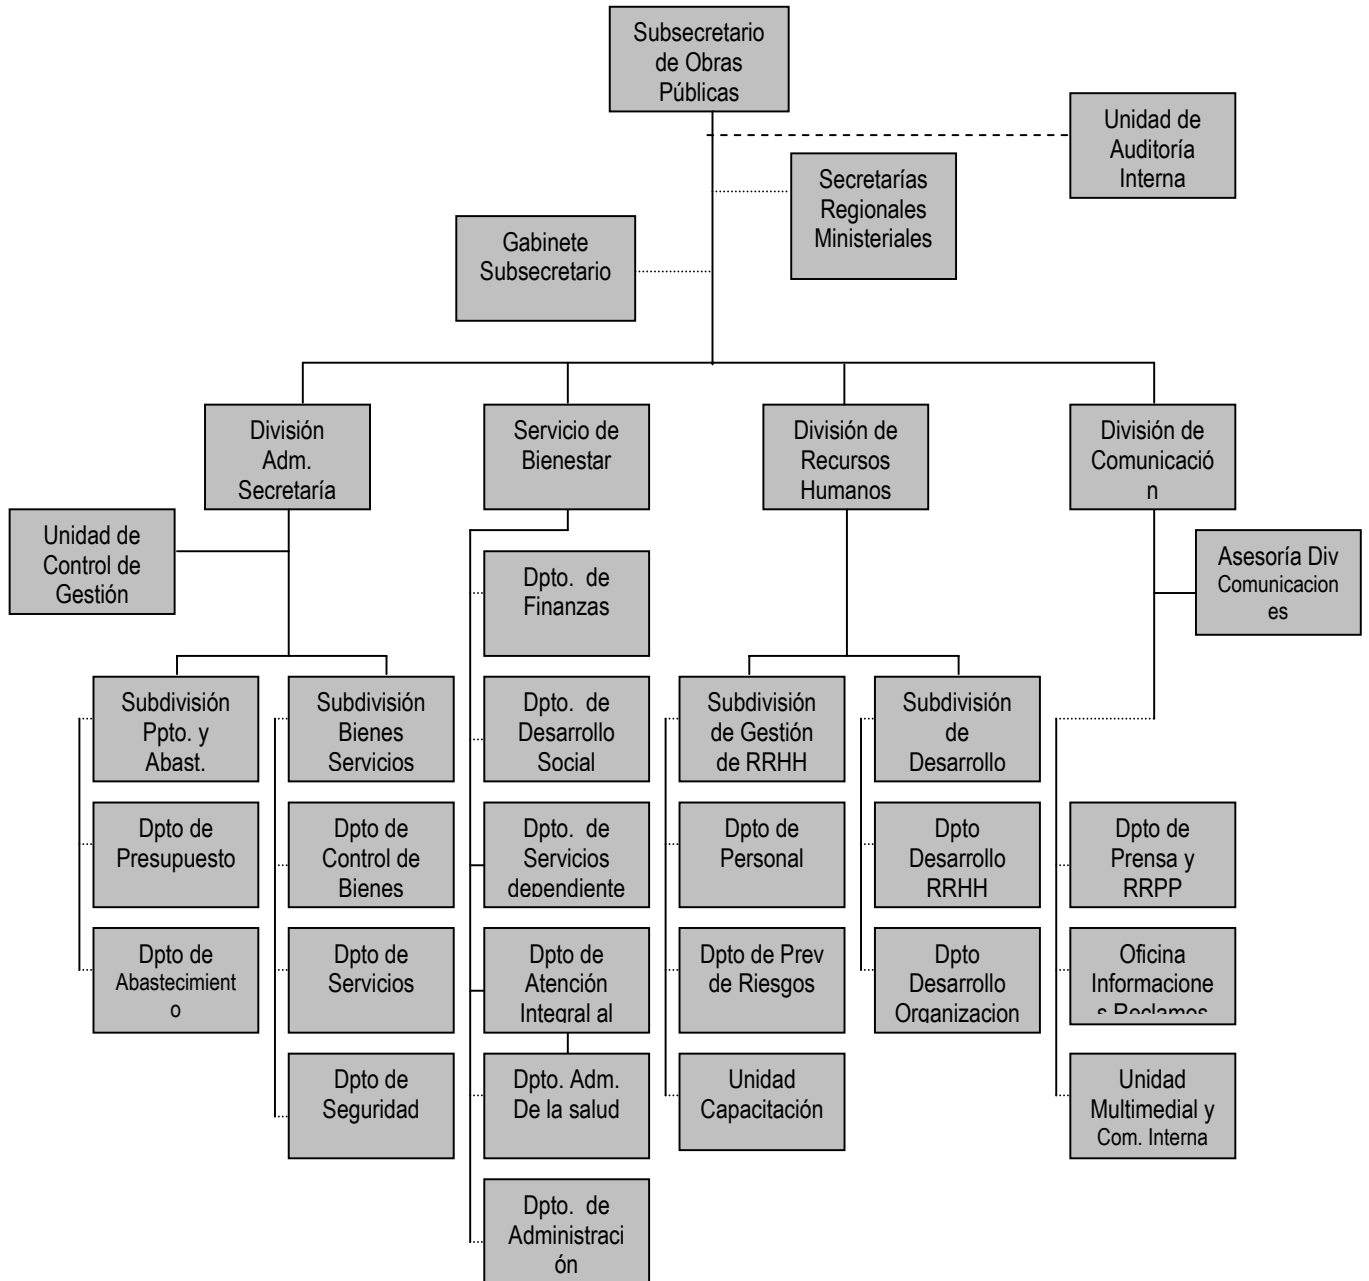 Subsecretario
de Obras
Públicas
Unidad de
Auditoría
Interna
Secretarías
Regionales
Ministeriales
Gabinete
Subsecretario
División
Adm.
Secretaría
Servicio de
Bienestar
División de
Recursos
Humanos
División de
Comunicació
n
Unidad de
Control de
Gestión
Asesoría Div
Comunicacion
es
Dpto. de
Finanzas
Subdivisión
Ppto. y
Abast.
Subdivisión
Bienes
Servicios
Dpto. de
Desarrollo
Social
Subdivisión
de Gestión
de RRHH
Subdivisión
de
Desarrollo
Dpto de
Presupuesto
Dpto de
Control de
Bienes
Dpto. de
Servicios
dependiente
Dpto de
Personal
Dpto
Desarrollo
RRHH
Dpto de
Prensa y
RRPP
Dpto de
Abastecimient
o
Dpto de
Servicios
Dpto de
Atención
Integral al
Dpto de Prev
de Riesgos
Dpto
Desarrollo
Organizacion
Oficina
Informacione
s Reclamos
Dpto de
Seguridad
Dpto. Adm.
De la salud
Unidad
Capacitación
Unidad
Multimedial y
Com. Interna
Dpto. de
Administraci
ón